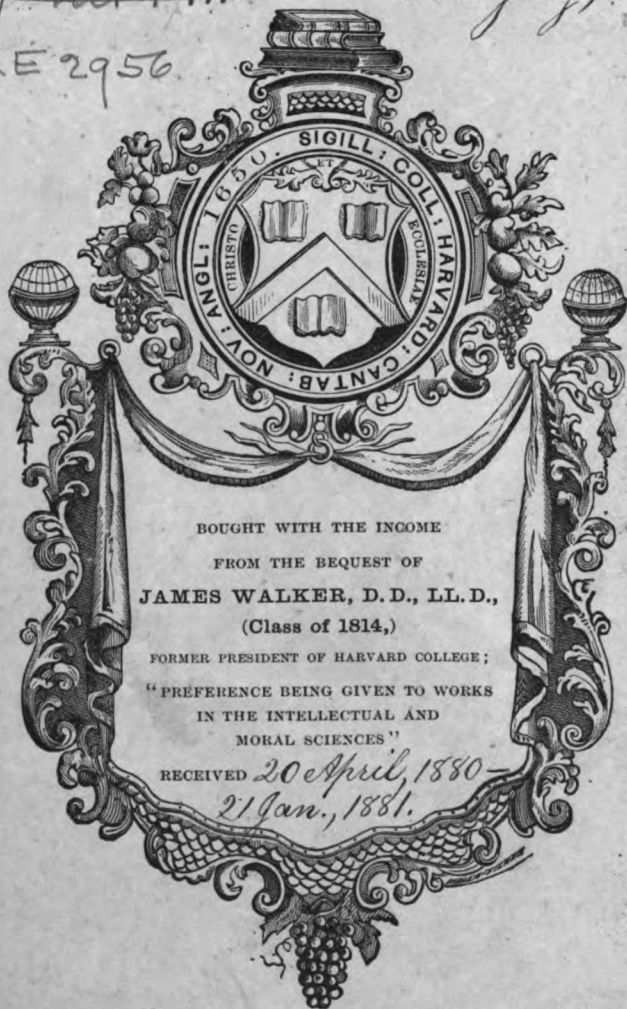 E 2956
SIGILL: COLL: HARVARD: CANTAB: NOV: ANGL: 1650.
CHRISTO ET ECCLESIAE
BOUGHT WITH THE INCOME
FROM THE BEQUEST OF
JAMES WALKER, D.D., LL.D.,
(Class of 1814,)
FORMER PRESIDENT OF HARVARD COLLEGE;
"PREFERENCE BEING GIVEN TO WORKS
IN THE INTELLECTUAL AND
MORAL SCIENCES"
RECEIVED 20 April, 1880—
21 Jan., 1881.